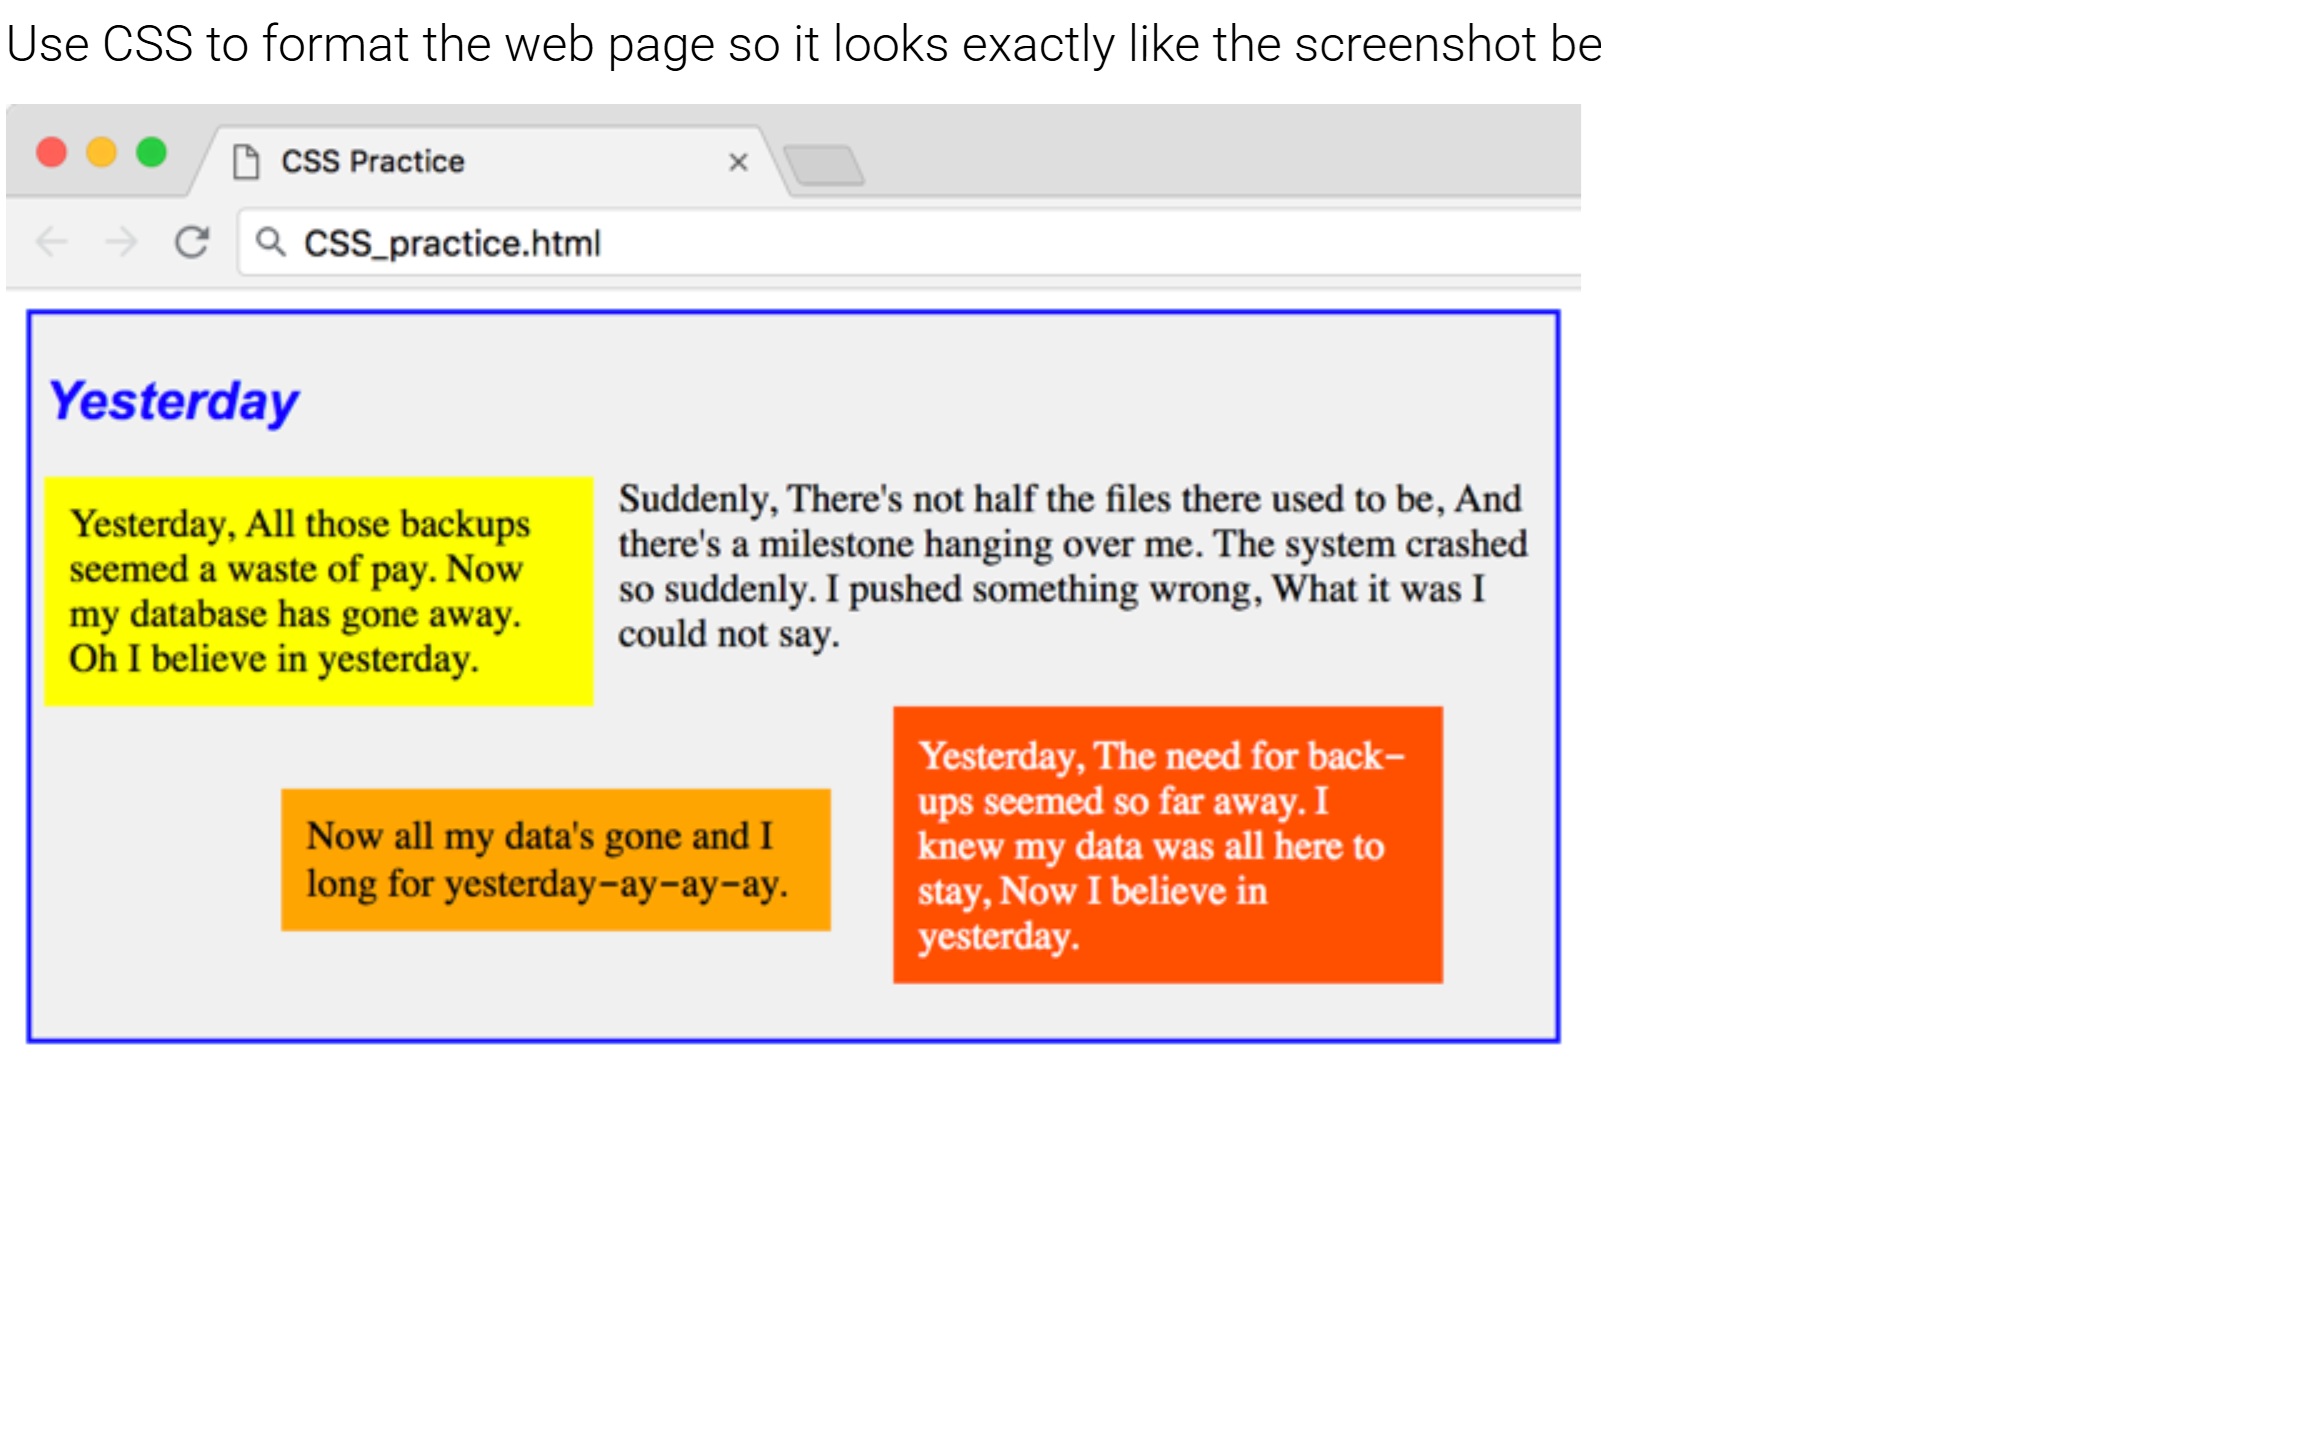 Use CSS to format the web page so it looks exactly like the screenshot be
CSS Practice
CSS_practice.html
Yesterday
Yesterday, All those backups
seemed a waste of pay. Now
my database has gone away.
Oh I believe in yesterday.
Suddenly, There's not half the files there used to be, And
there's a milestone hanging over me. The system crashed
so suddenly. I pushed something wrong, What it was I
could not say.
Now all my data's gone and I
long for yesterday-ay-ay-ay.
Yesterday, The need for back-
ups seemed so far away. I
knew my data was all here to
stay, Now I believe in
yesterday.